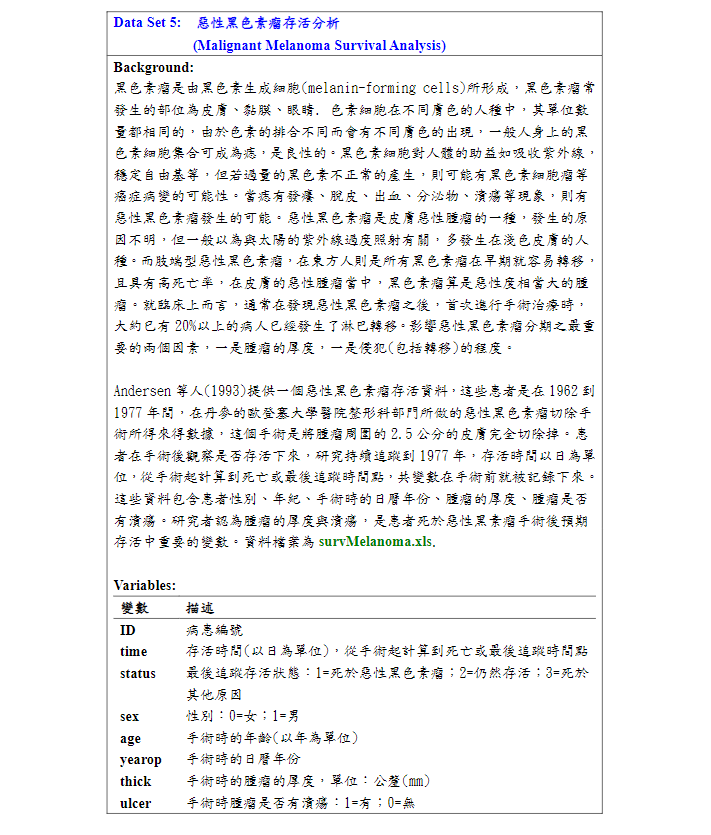 Data Set 5: 惡性黑色素瘤存活分析
(Malignant Melanoma Survival Analysis)
Background:
黑色素瘤是由黑色素生成細胞(melanin-forming cells)所形成，黑色素瘤常
發生的部位為皮膚、黏膜、眼睛. 色素細胞在不同膚色的人種中，其單位數
量都相同的，由於色素的排合不同而會有不同膚色的出現，一般人身上的黑
色素細胞集合可成為痣，是良性的。黑色素細胞對人體的助益如吸收紫外線，
穩定自由基等，但若過量的黑色素不正常的產生，則可能有黑色素細胞瘤等
癌症病變的可能性。當痣有發癢、脫皮、出血、分泌物、潰瘍等現象，則有
惡性黑色素瘤發生的可能。惡性黑色素瘤是皮膚惡性腫瘤的一種，發生的原
因不明，但一般以為與太陽的紫外線過度照射有關，多發生在淺色皮膚的人
種。而肢端型惡性黑色素瘤，在東方人則是所有黑色素瘤在早期就容易轉移，
且具有高死亡率，在皮膚的惡性腫瘤當中，黑色素瘤算是惡性度相當大的腫
瘤。就臨床上而言，通常在發現惡性黑色素瘤之後，首次進行手術治療時，
大約已有 20%以上的病人已經發生了淋巴轉移。影響惡性黑色素瘤分期之最重
要的兩個因素，一是腫瘤的厚度，一是侵犯(包括轉移)的程度。
Andersen 等人(1993)提供一個惡性黑色素瘤存活資料，這些患者是在 1962 到
1977 年間，在丹麥的歐登塞大學醫院整形科部門所做的惡性黑色素瘤切除手
術所得來得數據，這個手術是將腫瘤周圍的 2.5 公分的皮膚完全切除掉。患
者在手術後觀察是否存活下來，研究持續追蹤到 1977 年，存活時間以日為單
位，從手術起計算到死亡或最後追蹤時間點，共變數在手術前就被記錄下來。
這些資料包含患者性別、年紀、手術時的日曆年份、腫瘤的厚度、腫瘤是否
有潰瘍。研究者認為腫瘤的厚度與潰瘍，是患者死於惡性黑素瘤手術後預期
存活中重要的變數。資料檔案為 survMelanoma.xls.
Variables:
變數 描述
ID 病患編號
time 存活時間(以日為單位)，從手術起計算到死亡或最後追蹤時間點
status 最後追蹤存活狀態：1=死於惡性黑色素瘤；2=仍然存活；3=死於
其他原因
sex 性別：0=女；1=男
age 手術時的年齡(以年為單位)
yearop 手術時的日曆年份
thick 手術時的腫瘤的厚度，單位：公釐(mm)
ulcer 手術時腫瘤是否有潰瘍：1=有；0=無